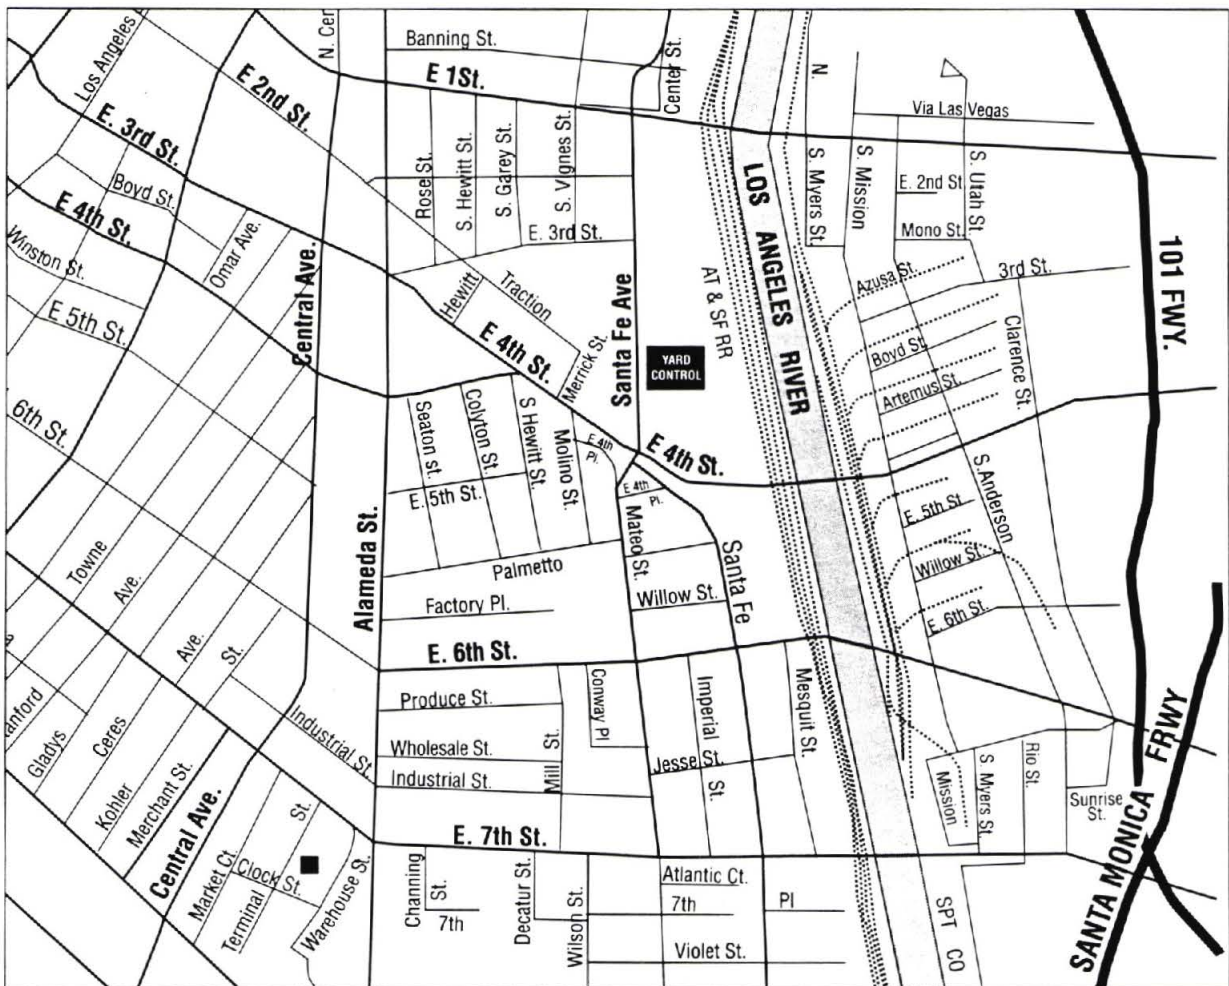 Banning St.
N. Cer
Los Angeles
E 1St.
Center St.
E 2nd St.
N.
Via Las Vegas
E. 3rd St.
Rose St.
S. Hewitt St.
S. Garey St.
S. Vignes St.
LOS ANGELES RIVER
S. Myers St.
S. Mission
E. 2nd St.
S. Utah St.
Boyd St.
E 4th St.
Omar Ave.
E. 3rd St.
Mono St.
Winston St.
Central Ave.
Hewitt
Traction
Santa Fe Ave
AT & SF RR
Azusa St.
3rd St.
101 FWY.
E 5th St.
E 4th St.
Merrick St.
YARD
CONTROL
Boyd St.
Clarence St.
Artemus St.
6th St.
Seaton st.
Colyton St.
S Hewitt St.
Molino St.
E 4th
Pl.
E 4th St.
E 4th
Pl.
E. 5th St.
S. Anderson
E. 5th St
Alameda St.
Mateo St.
Santa Fe
Towne
Ave.
Palmetto
Willow St.
Willow St.
Factory Pl.
E. 6th St.
Ave.
St.
E. 6th St.
a
anford
Gladys
Ceres
Industrial St.
Produce St.
Conway Pl
Imperial
St.
Mesquit St.
Wholesale St.
Mill St.
Jesse St.
Industrial St.
Mission
S Myers St.
Rio St.
Sunrise
St.
SANTA MONICA FRWY
Kohler
Merchant St.
Central Ave.
E. 7th St.
Market Ct.
Clock St.
Terminal
St.
Warehouse St.
Channing
St.
7th
Decatur St.
Wilson St.
Atlantic Ct.
7th
Pl
Violet St.
SPT CO